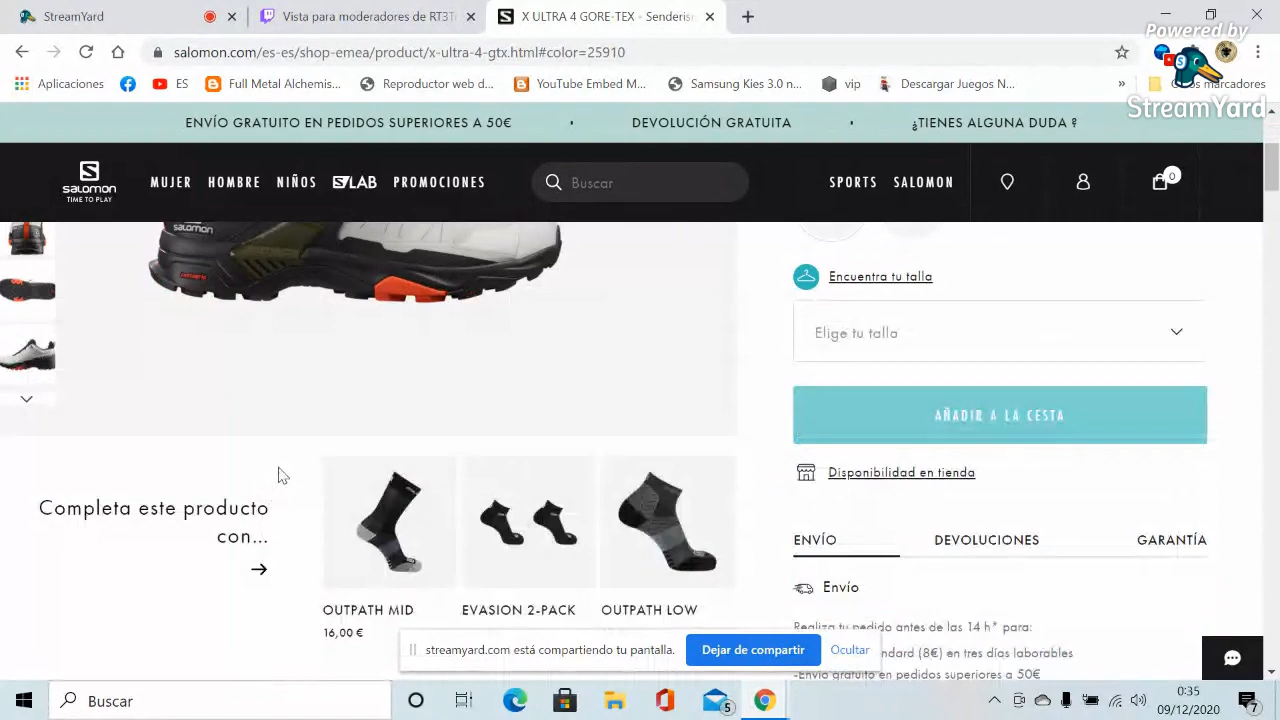 StreamYard
Vista para moderadores de RT3T
X ULTRA 4 GORE-TEX — Senderism
Powered by
salomon.com/es-es/shop-emea/product/x-ultra-4-gtx.html#color=25910
Aplicaciones
ES
Full Metal Alchemis...
Reproductor web d...
YouTube Embed M...
Samsung Kies 3.0 n...
vip
Descargar Juegos N...
»
marcadores
StreamYard
ENVÍO GRATUITO EN PEDIDOS SUPERIORES A 50€ • DEVOLUCIÓN GRATUITA • ¿TIENES ALGUNA DUDA ?
salomon
TIME TO PLAY
MUJER HOMBRE NIÑOS S/LAB PROMOCIONES
Buscar
SPORTS SALOMON
0
salomon
Encuentra tu talla
Elige tu talla
AÑADIR A LA CESTA
Disponibilidad en tienda
Completa este producto
con...
ENVÍO DEVOLUCIONES GARANTÍA
Envío
OUTPATH MID
16,00 €
EVASION 2-PACK
OUTPATH LOW
Realiza tu pedido antes de las 14 h* para:
ndard (8€) en tres días laborables
-Envío gratuito en pedidos superiores a 50€
streamyard.com está compartiendo tu pantalla.
Dejar de compartir
Ocultar
Buscar
5
0:35
09/12/2020
7